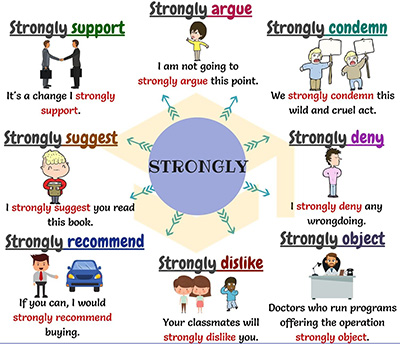 Strongly argue
I am not going to
strongly argue this point.
Strongly support
It's a change I strongly
support.
Strongly condemn
We strongly condemn this
wild and cruel act.
Strongly suggest
I strongly suggest you read
this book.
STRONGLY
Strongly deny
I strongly deny any
wrongdoing.
Strongly recommend
If you can, I would
strongly recommend
buying.
Strongly dislike
Your classmates will
strongly dislike you.
Strongly object
Doctors who run programs
offering the operation
strongly object.